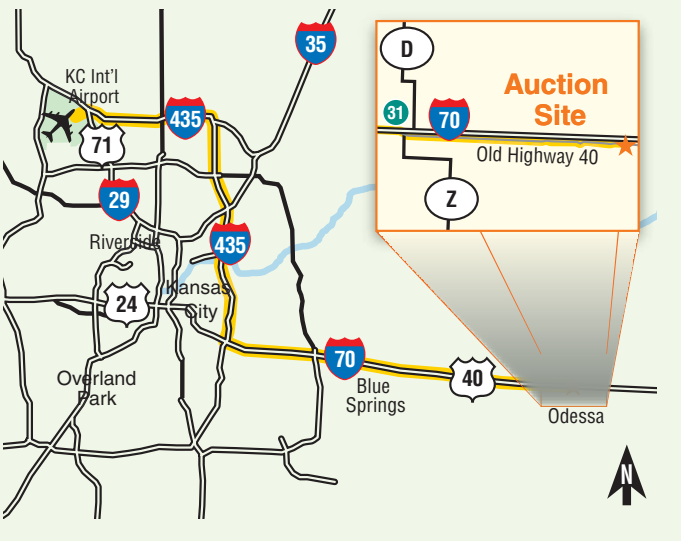 35
D
KC Int'l
Airport
Auction
Site
31
70
435
71
Old Highway 40
29
Z
Riverside
435
Kansas
City
24
70
40
Overland
Park
Blue
Springs
Odessa
N